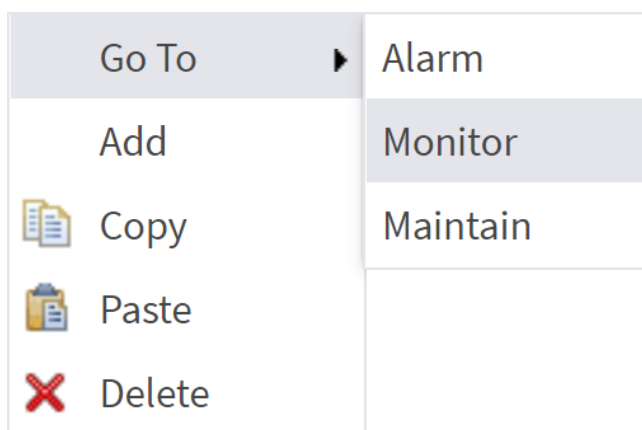 Go To
Add
Copy
Paste
Delete
Alarm
Monitor
Maintain